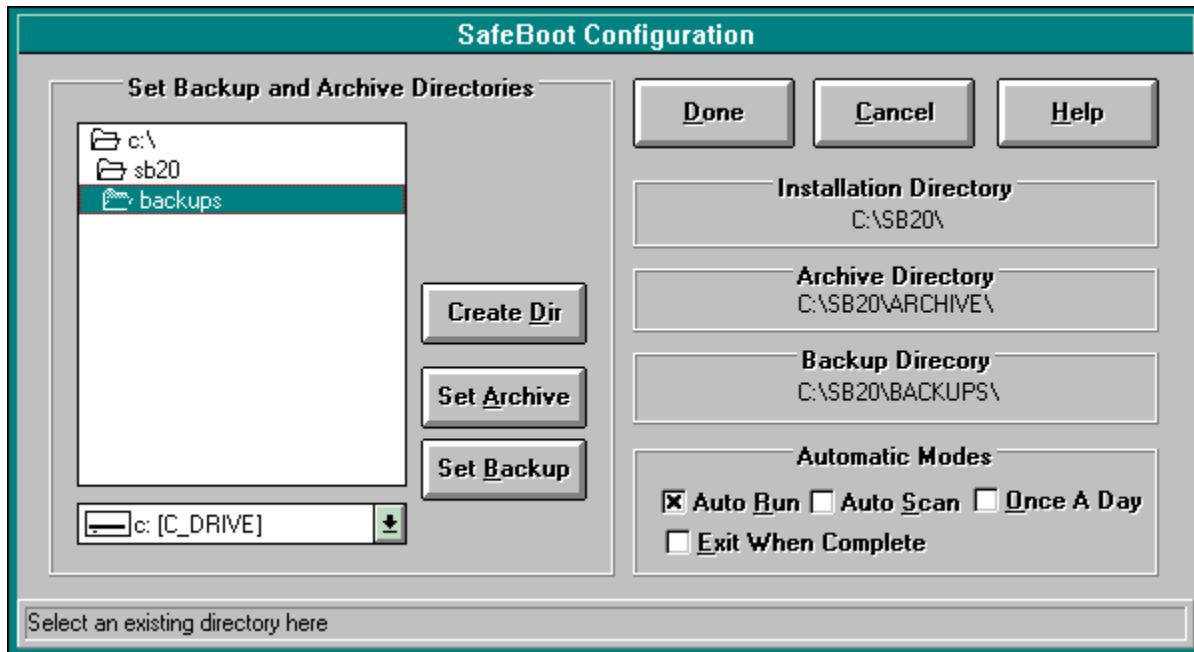 SafeBoot Configuration
Set Backup and Archive Directories
c:\
sb20
backups
Create Dir
Set Archive
Set Backup
c: [C_DRIVE]
Done
Cancel
Help
Installation Directory
C:\SB20\
Archive Directory
C:\SB20\ARCHIVE\
Backup Direcory
C:\SB20\BACKUPS\
Automatic Modes
Auto Run Auto Scan Once A Day
Exit When Complete
Select an existing directory here